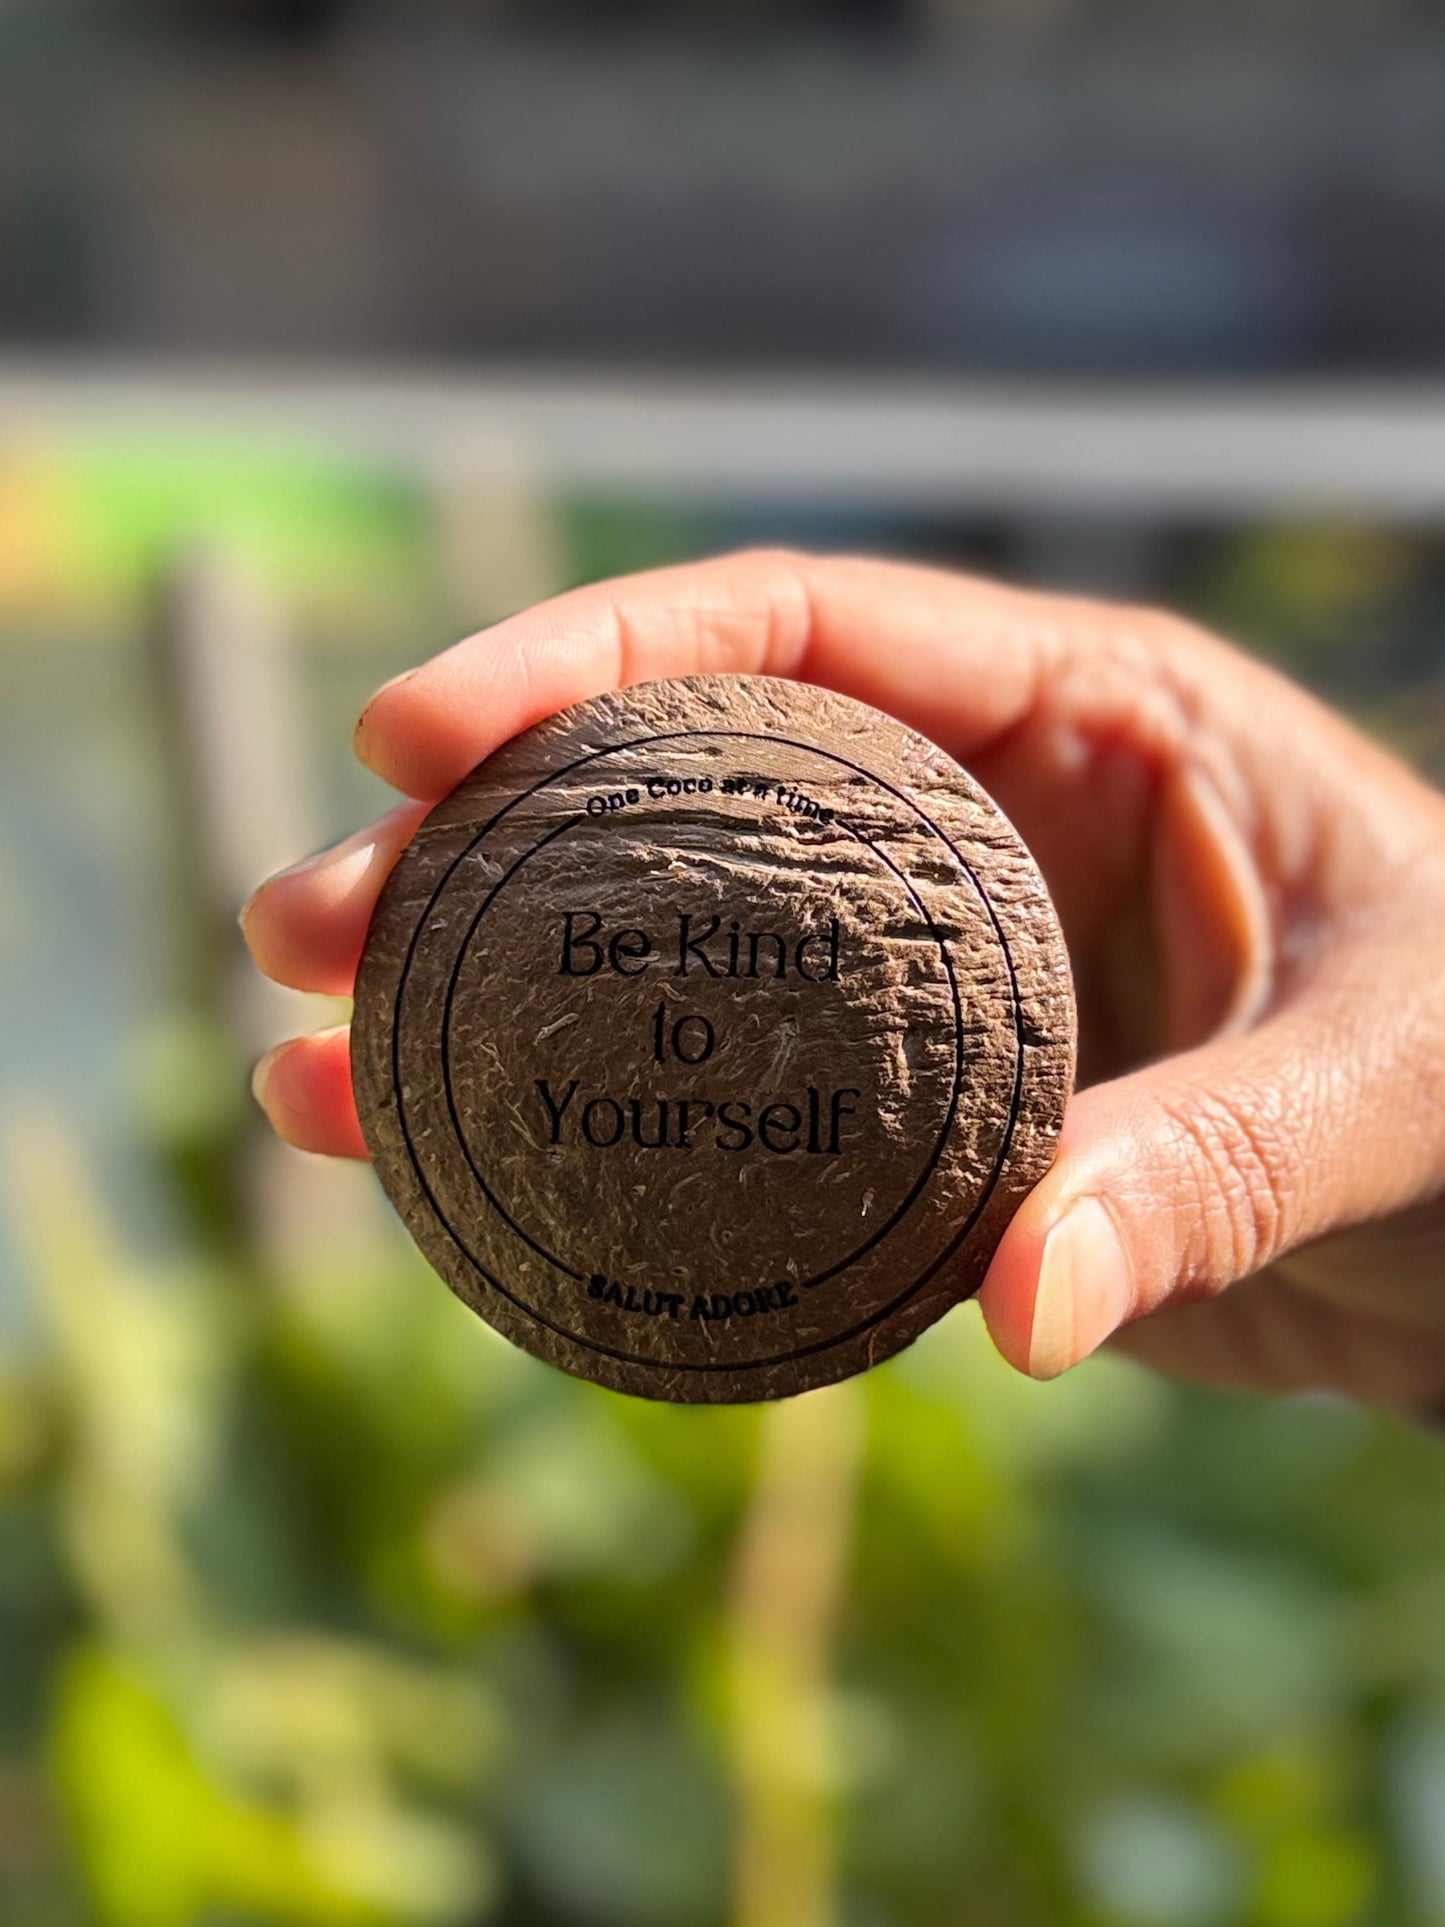 One Coco at a time
Be Kind
to
Yourself
SALUT ADORE